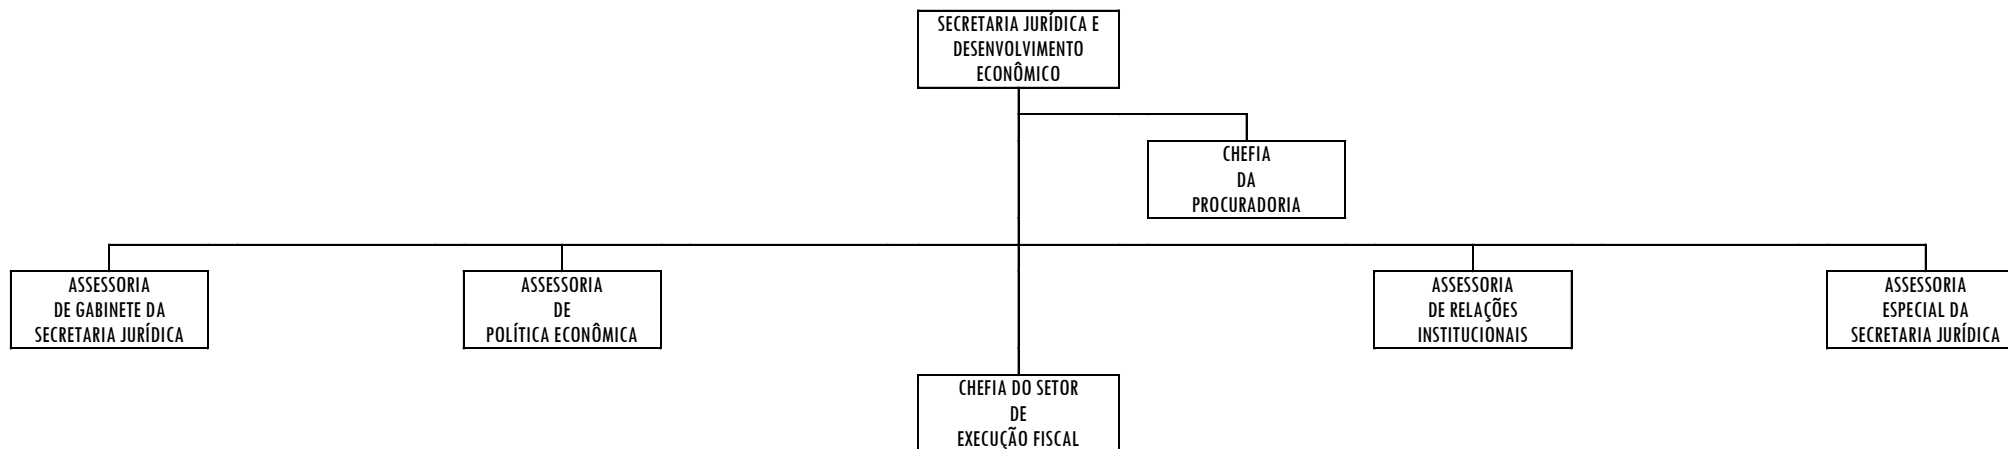 SECRETARIA JURÍDICA E
DESENVOLVIMENTO
ECONÔMICO
CHEFIA
DA
PROCURADORIA
ASSESSORIA
DE GABINETE DA
SECRETARIA JURÍDICA
ASSESSORIA
DE
POLÍTICA ECONÔMICA
ASSESSORIA
DE RELAÇÕES
INSTITUCIONAIS
ASSESSORIA
ESPECIAL DA
SECRETARIA JURÍDICA
CHEFIA DO SETOR
DE
EXECUÇÃO FISCAL